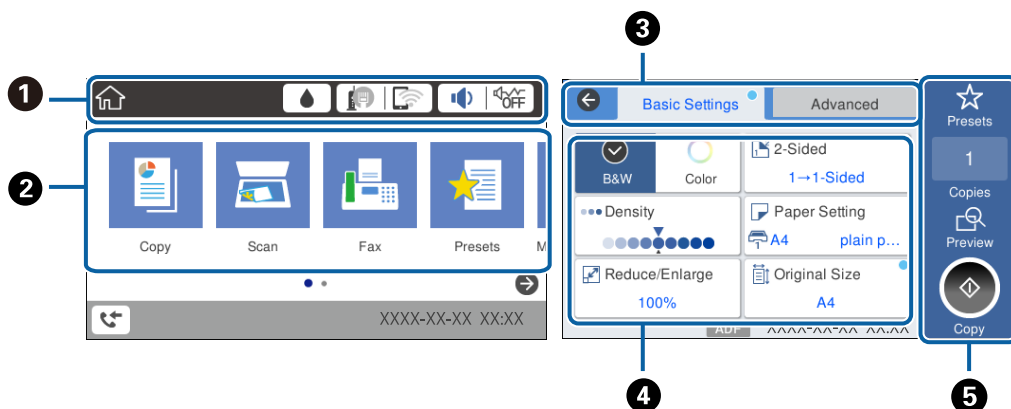 1
OFF
2
Copy
Scan
Fax
Presets
M
XXXX-XX-XX XX:XX
3
Basic Settings
Advanced
B&W
Color
2-Sided
1→1-Sided
Density
Paper Setting
A4 plain p...
Reduce/Enlarge
100%
Original Size
A4
ADF XXXX-XX-XX XX:XX
4
Presets
1
Copies
Preview
Copy
5